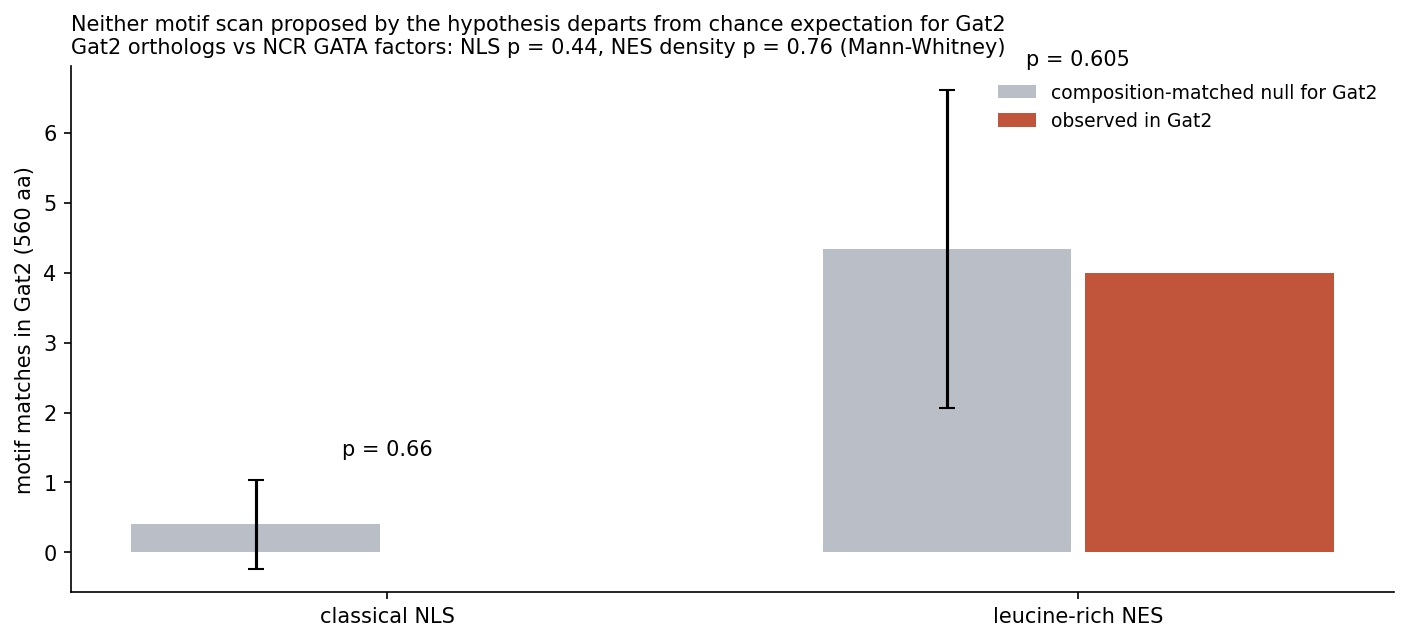 Neither motif scan proposed by the hypothesis departs from chance expectation for Gat2
Gat2 orthologs vs NCR GATA factors: NLS p = 0.44, NES density p = 0.76 (Mann-Whitney)
p = 0.605
composition-matched null for Gat2
observed in Gat2
motif matches in Gat2 (560 aa)
6
5
4
3
2
1
0
p = 0.66
classical NLS
leucine-rich NES